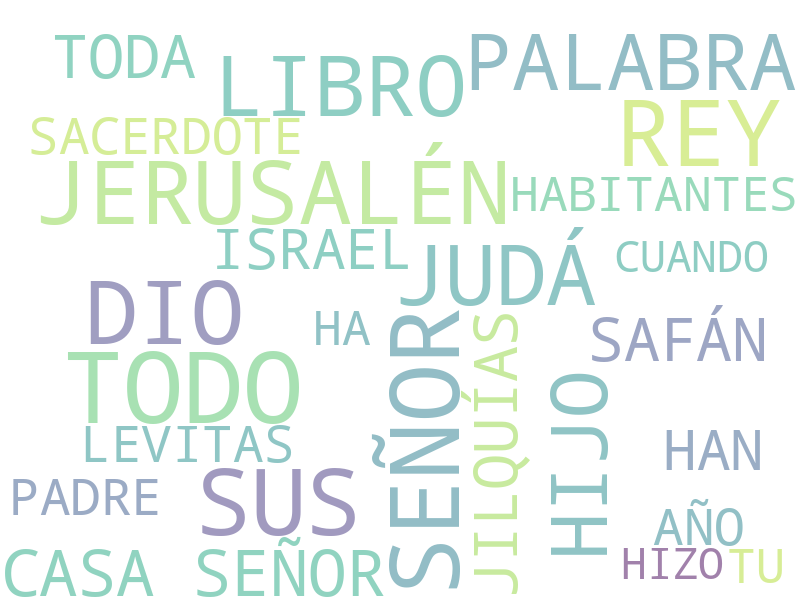 TODA
LIBRO
PALABRA
SACERDOTE
REY
JERUSALÉN
HABITANTES
ISRAEL
JUDÁ
CUANDO
DIO
HA
SAFÁN
TODO
SEÑOR
JILQUÍAS
HIJO
LEVITAS
HAN
PADRE
SUS
AÑO
CASA SEÑOR
HIZO
TU